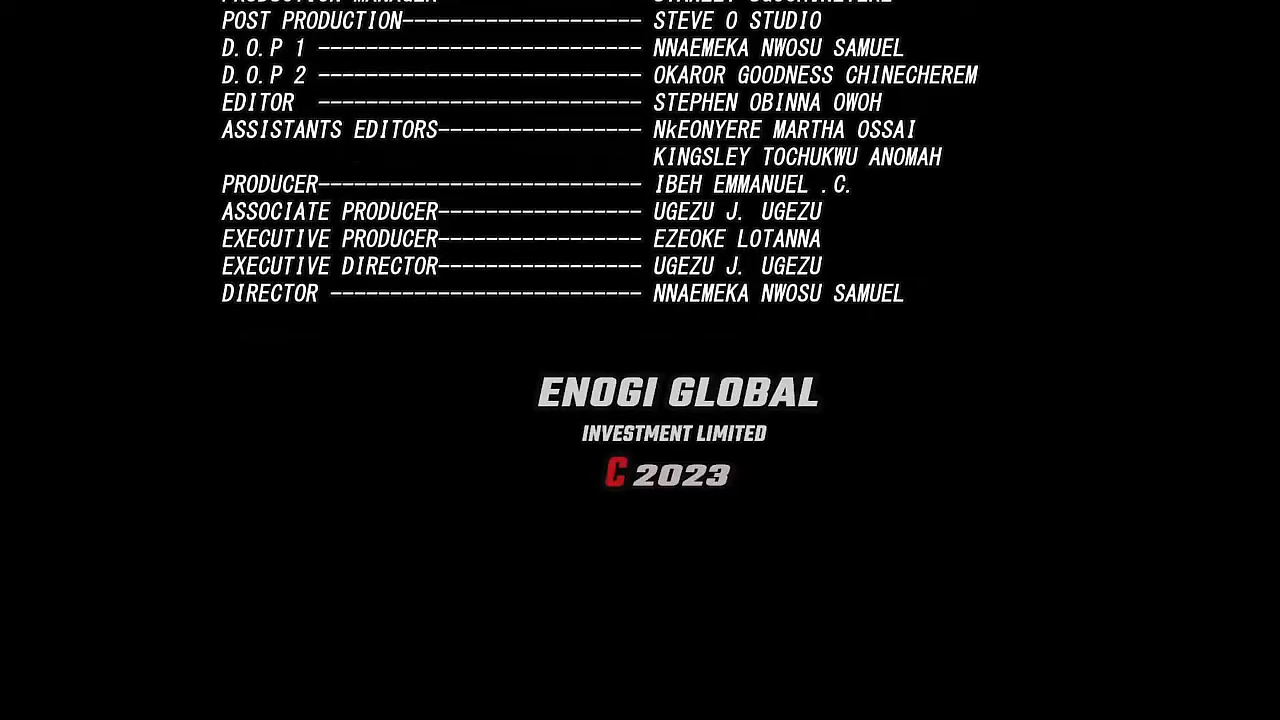 POST PRODUCTION-------------------- STEVE O STUDIO
D.O.P 1 --------------------------- NNAEMEKA NWOSU SAMUEL
D.O.P 2 --------------------------- OKAROR GOODNESS CHINECHEREM
EDITOR  --------------------------- STEPHEN OBINNA OWOH
ASSISTANTS EDITORS----------------- NkEONYERE MARTHA OSSAI
KINGSLEY TOCHUKWU ANOMAH
PRODUCER--------------------------- IBEH EMMANUEL .C.
ASSOCIATE PRODUCER----------------- UGEZU J. UGEZU
EXECUTIVE PRODUCER----------------- EZEOKE LOTANNA
EXECUTIVE DIRECTOR----------------- UGEZU J. UGEZU
DIRECTOR -------------------------- NNAEMEKA NWOSU SAMUEL
ENOGI GLOBAL
INVESTMENT LIMITED
C 2023